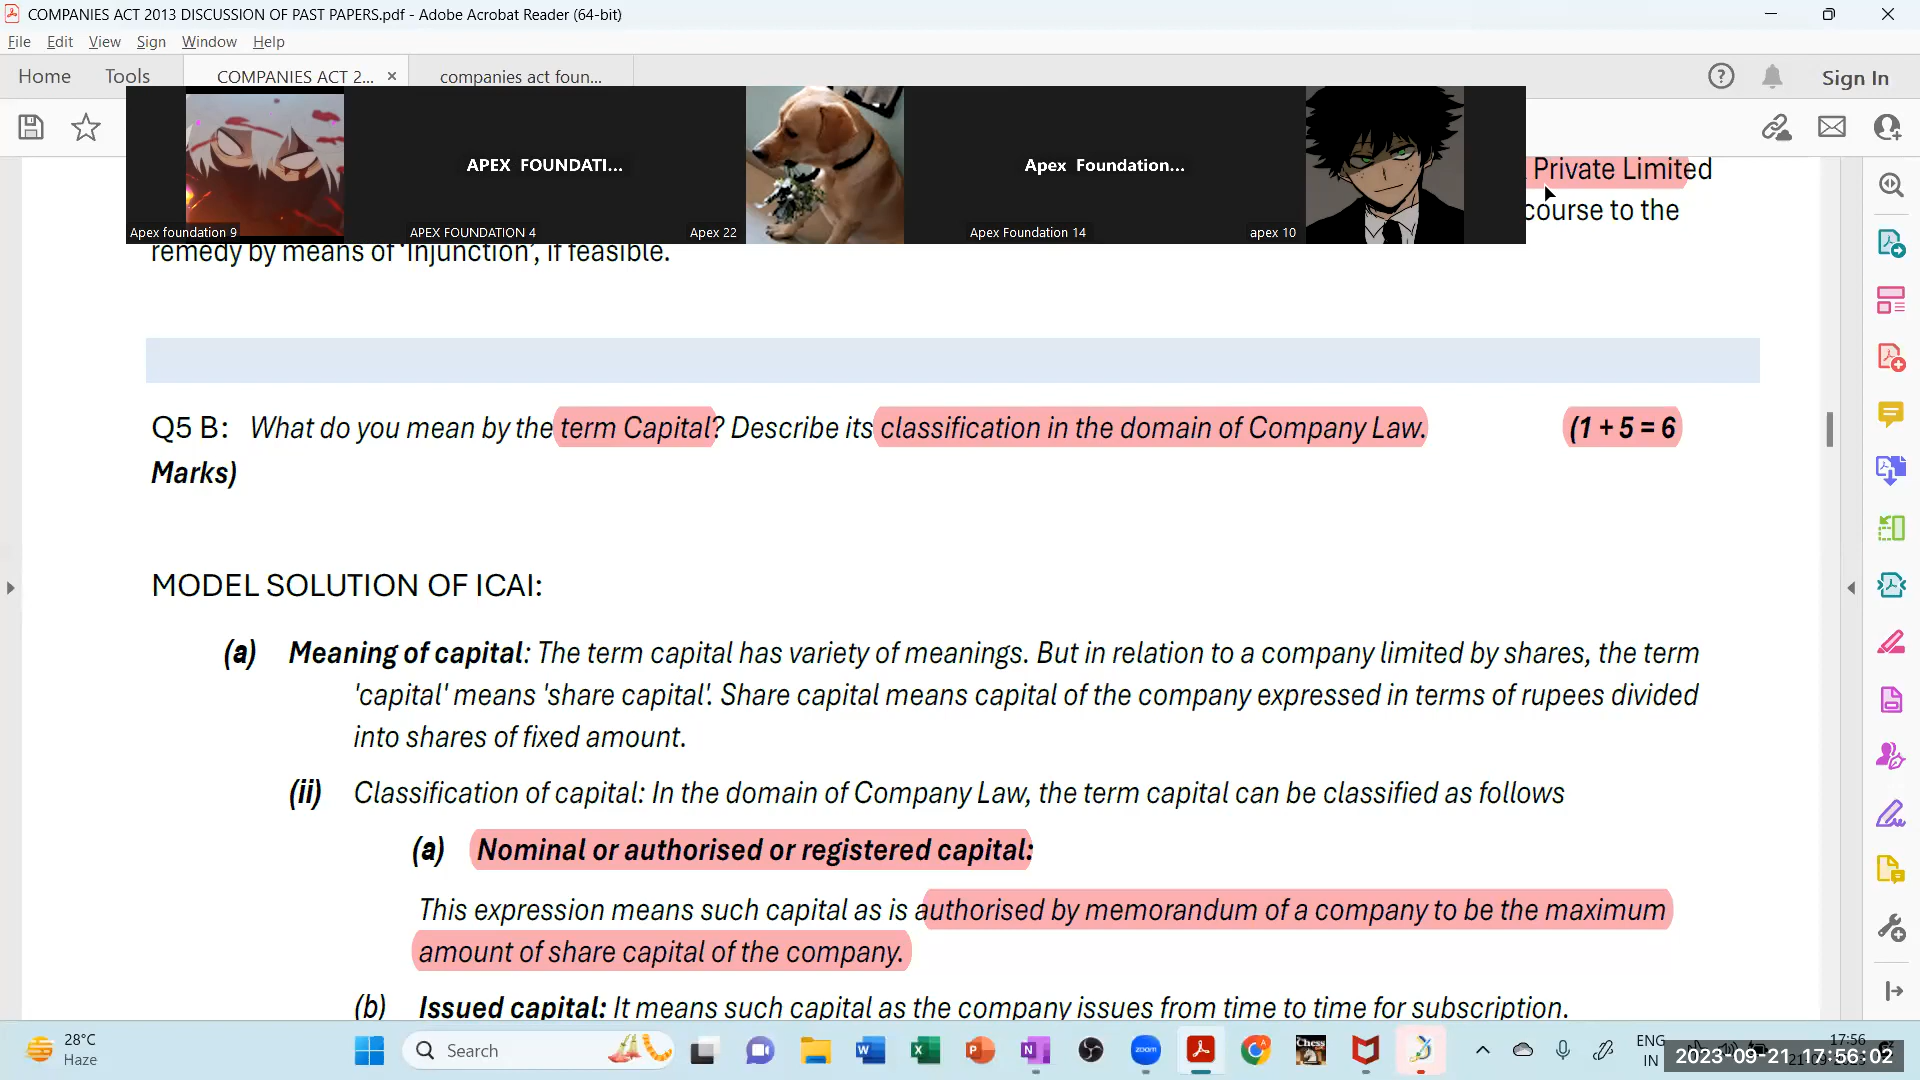 COMPANIES ACT 2013 DISCUSSION OF PAST PAPERS.pdf - Adobe Acrobat Reader (64-bit)
File Edit View Sign Window Help
Home Tools COMPANIES ACT 2... × companies act foun... Sign In
APEX FOUNDATI... Apex Foundation...
Apex foundation 9 APEX FOUNDATION 4 Apex 22 Apex Foundation 14 apex 10
Private Limited
course to the
remedy by means of 'Injunction', if feasible.
Q5 B: What do you mean by the term Capital? Describe its classification in the domain of Company Law. (1 + 5 = 6
Marks)
MODEL SOLUTION OF ICAI:
(a) Meaning of capital: The term capital has variety of meanings. But in relation to a company limited by shares, the term
'capital' means 'share capital'. Share capital means capital of the company expressed in terms of rupees divided
into shares of fixed amount.
(ii) Classification of capital: In the domain of Company Law, the term capital can be classified as follows
(a) Nominal or authorised or registered capital:
This expression means such capital as is authorised by memorandum of a company to be the maximum
amount of share capital of the company.
(b) Issued capital: It means such capital as the company issues from time to time for subscription.
28°C
Haze
Search
zoom
Chess
ENG
IN
17:56
2023-09-21 17:56:02